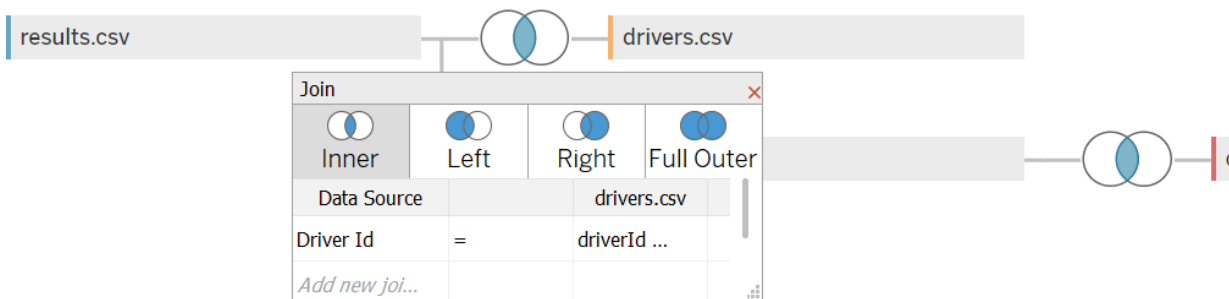 results.csv
drivers.csv
Join
Inner Left Right Full Outer
Data Source drivers.csv
Driver Id = driverId ...
Add new joi...